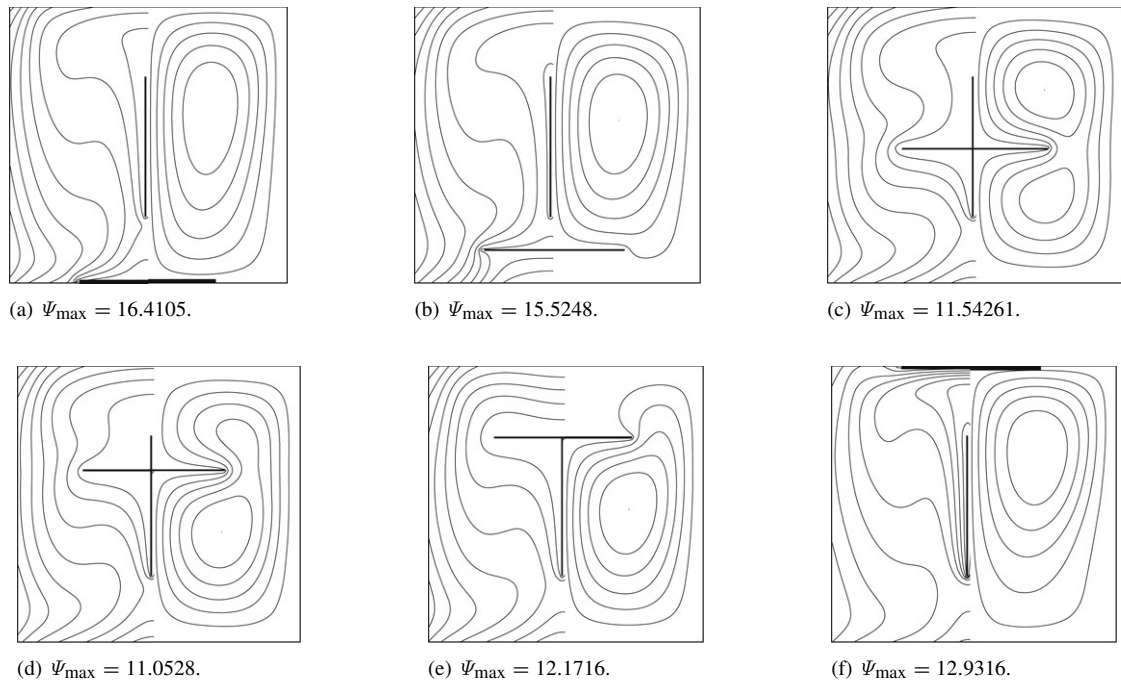 (a) Ψmax = 16.4105.
(b) Ψmax = 15.5248.
(c) Ψmax = 11.54261.
(d) Ψmax = 11.0528.
(e) Ψmax = 12.1716.
(f) Ψmax = 12.9316.